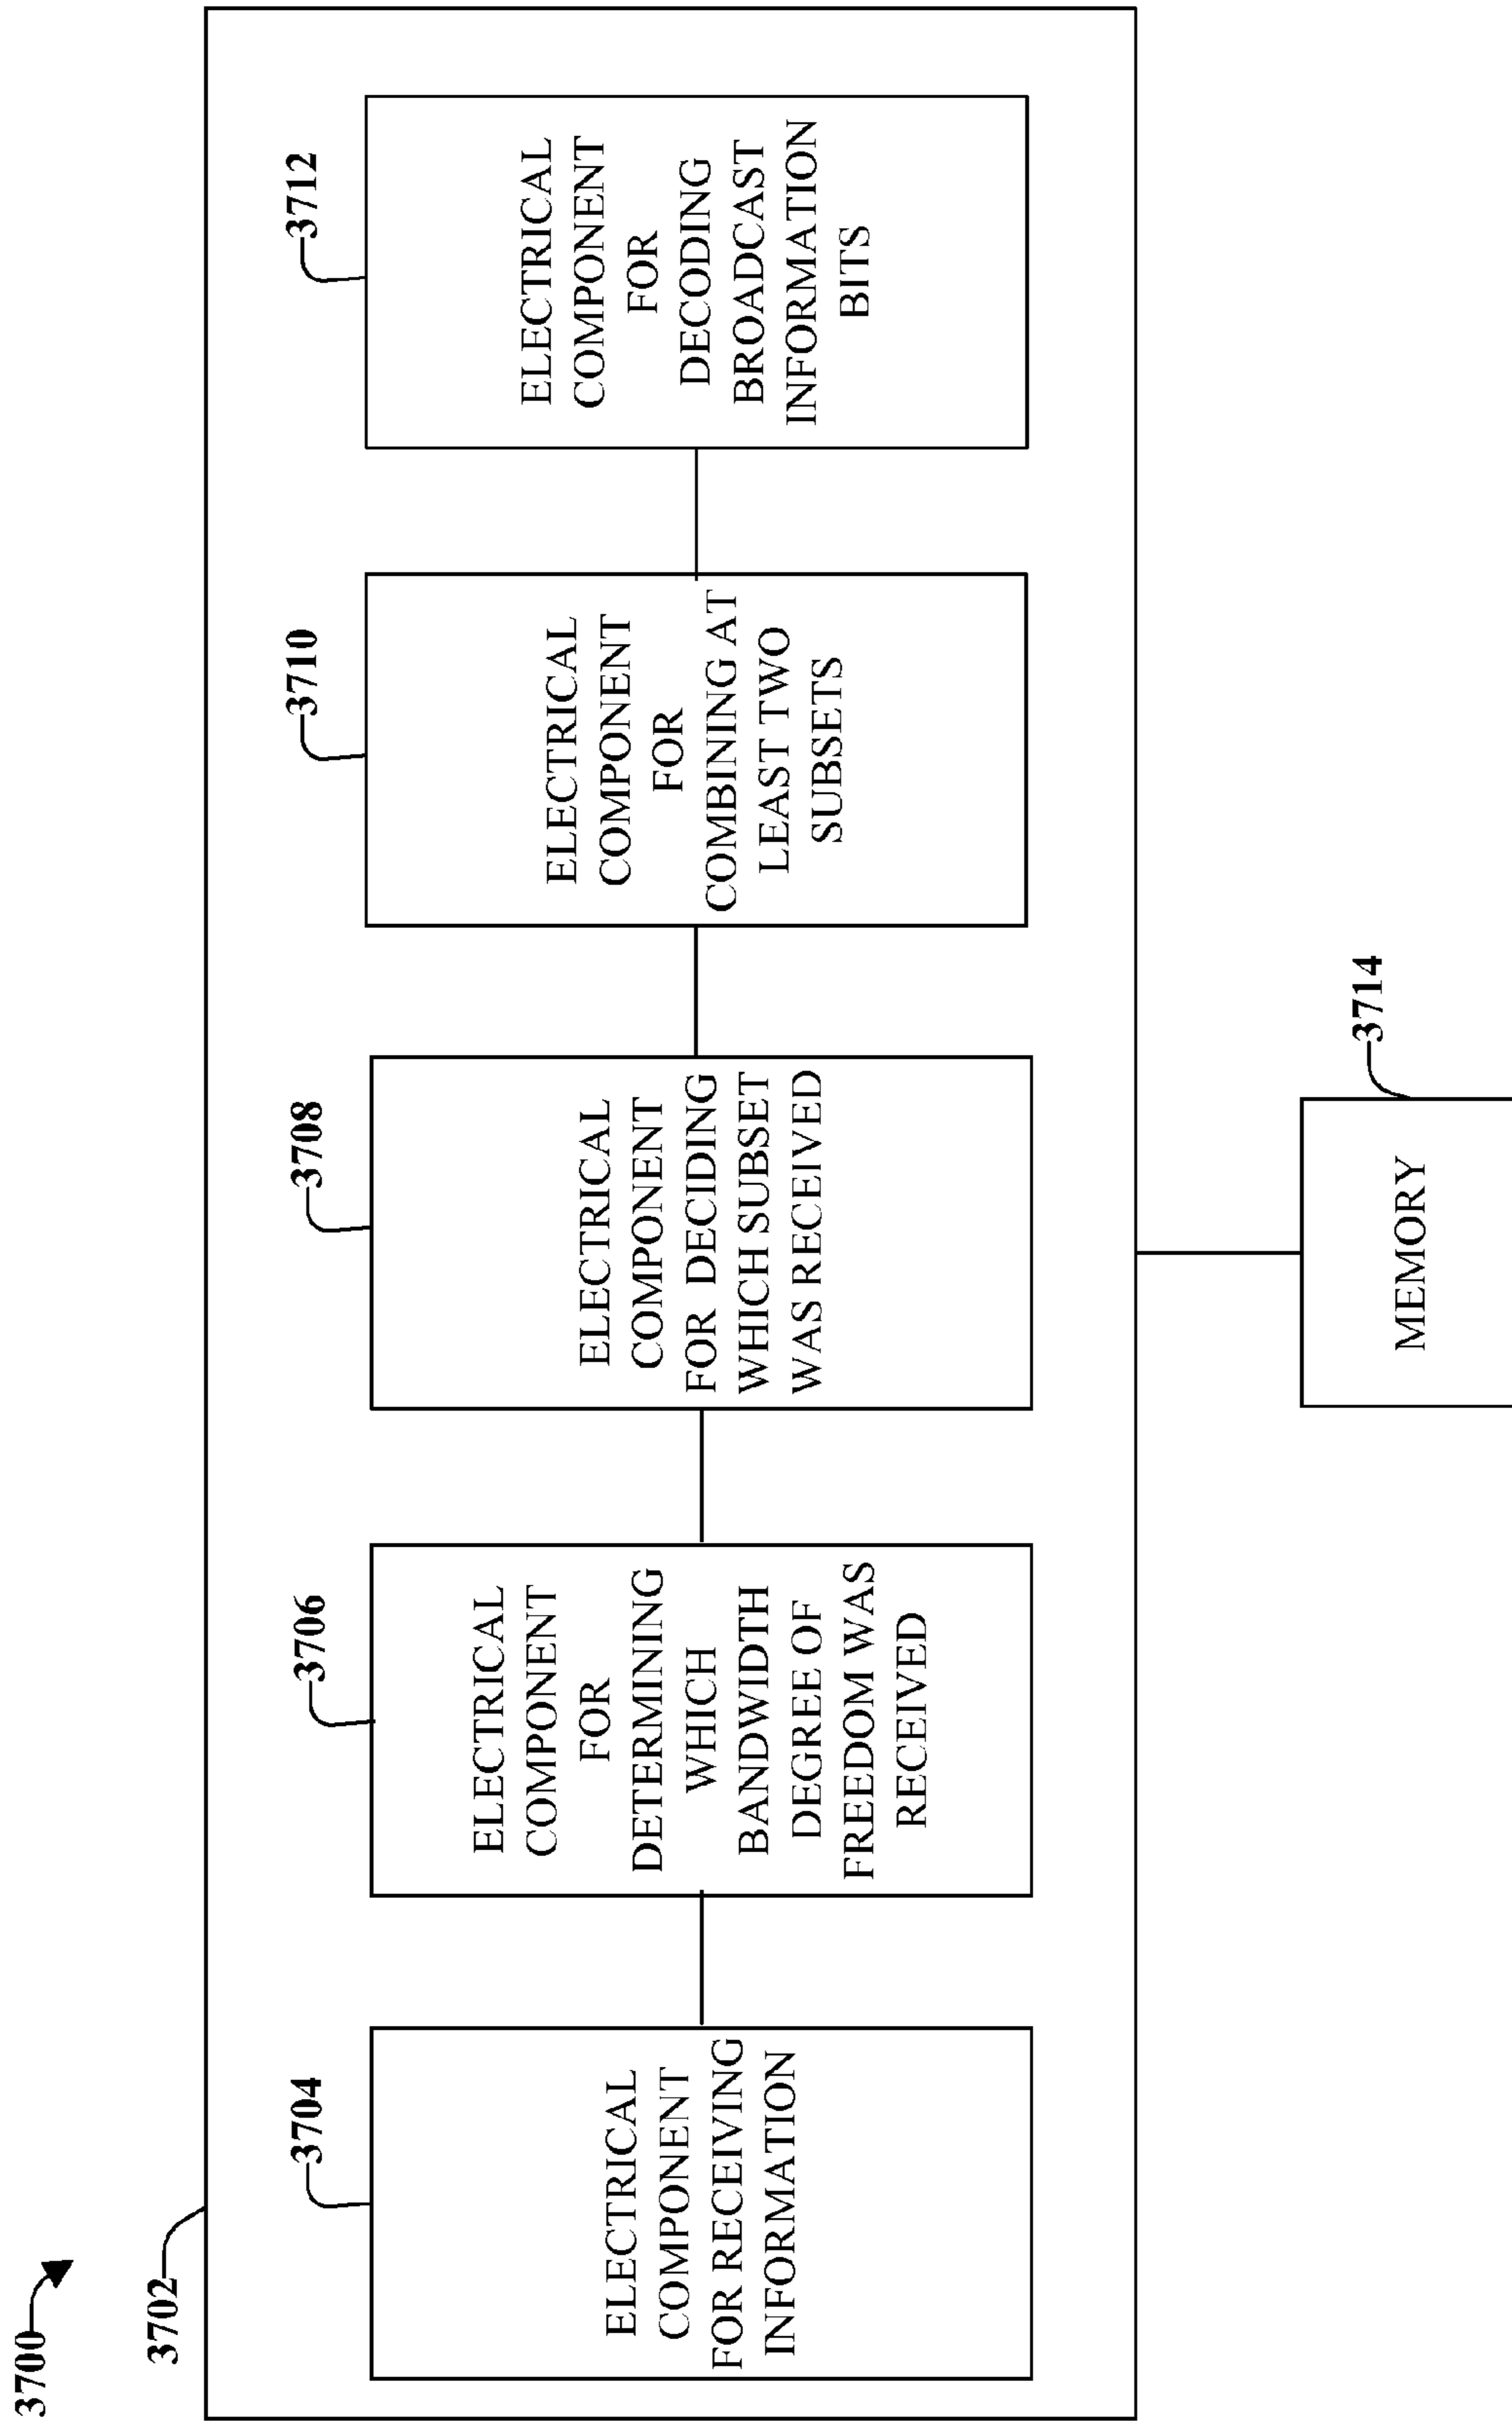 3700
3702
3704
ELECTRICAL
COMPONENT
FOR RECEIVING
INFORMATION
3706
ELECTRICAL
COMPONENT
FOR
DETERMINING
WHICH
BANDWIDTH
DEGREE OF
FREEDOM WAS
RECEIVED
3708
ELECTRICAL
COMPONENT
FOR DECIDING
WHICH SUBSET
WAS RECEIVED
3710
ELECTRICAL
COMPONENT
FOR
COMBINING AT
LEAST TWO
SUBSETS
3712
ELECTRICAL
COMPONENT
FOR
DECODING
BROADCAST
INFORMATION
BITS
3714
MEMORY